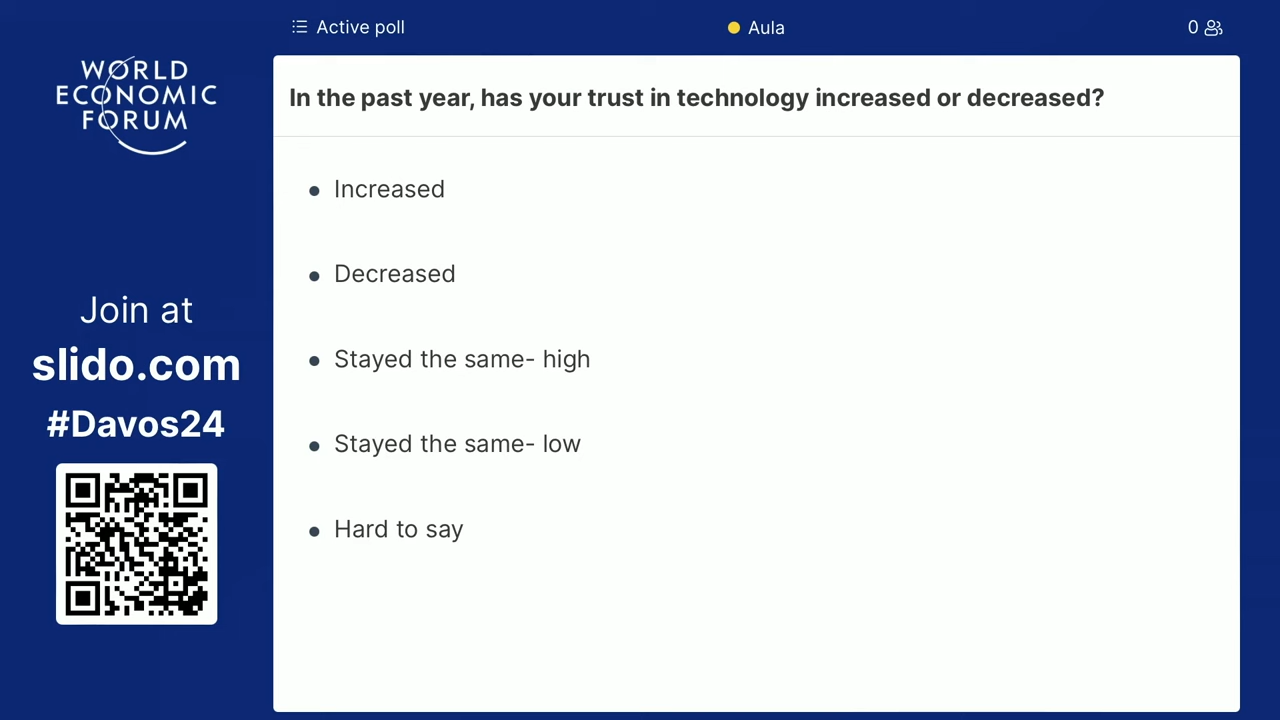 Active poll
Aula
0
WORLD
ECONOMIC
FORUM
In the past year, has your trust in technology increased or decreased?
Increased
Decreased
Stayed the same- high
Stayed the same- low
Hard to say
Join at
slido.com
#Davos24